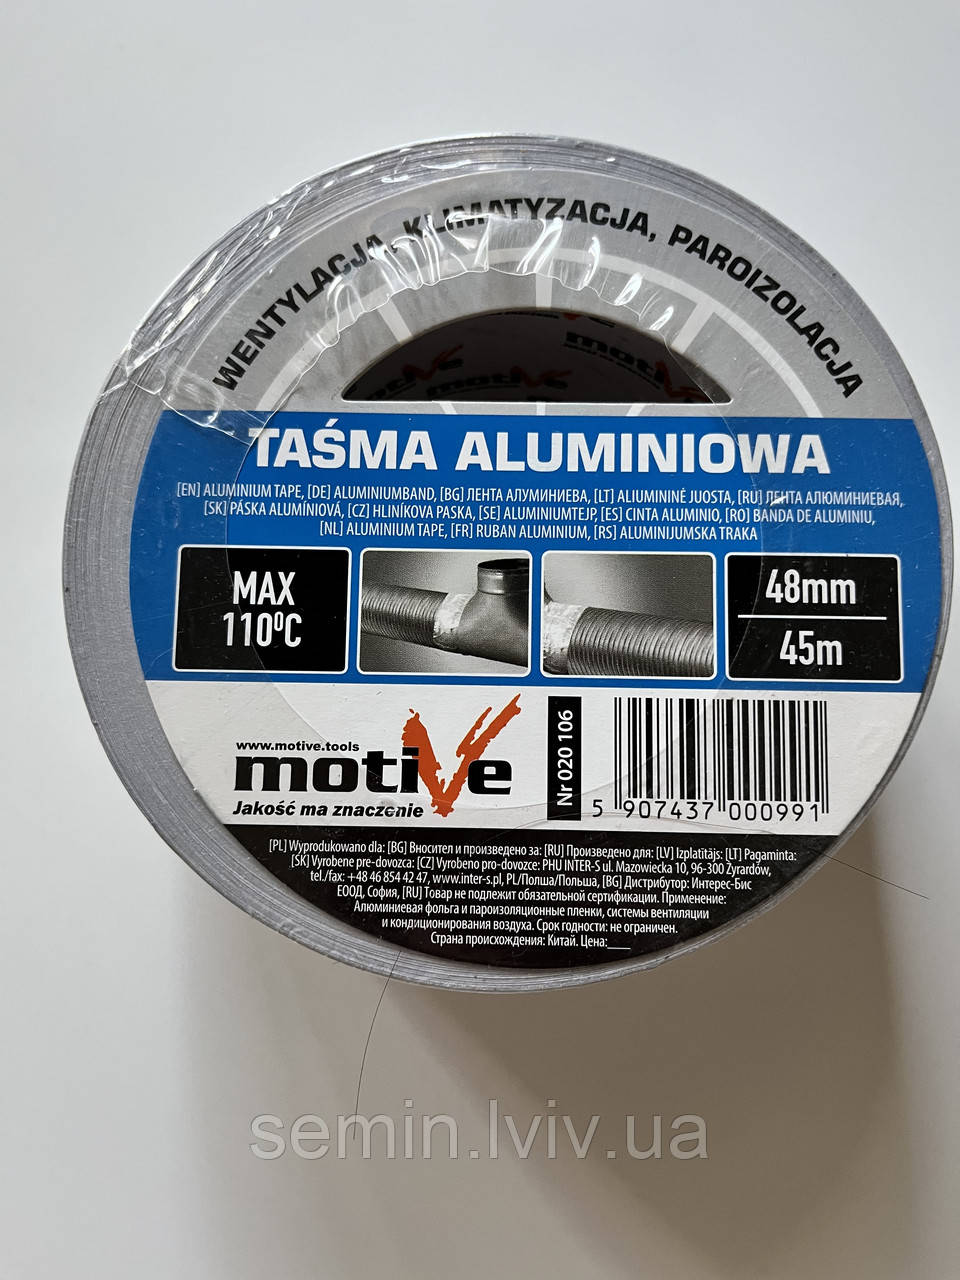 WENTYLACJA, KLIMATYZACJA, PAROIZOLACJA
motive
motive
motive
TAŚMA ALUMINIOWA
[EN] ALUMINIUM TAPE, [DE] ALUMINIUMBAND, [BG] ЛЕНТА АЛУМИНИЕВА, [LT] ALIUMININĖ JUOSTA, [RU] ЛЕНТА АЛЮМИНИЕВАЯ,
[SK] PÁSKA ALUMÍNIOVÁ, [CZ] HLINÍKOVA PASKA, [SE] ALUMINIUMTEJP, [ES] CINTA ALUMINIO, [RO] BANDA DE ALUMINIU,
[NL] ALUMINIUM TAPE, [FR] RUBAN ALUMINIUM, [RS] ALUMINIJUMSKA TRAKA
MAX
110⁰C
48mm
45m
www.motive.tools
motive
Jakość ma znaczenie
Nr 020 106
5 907437 000991
[PL] Wyprodukowano dla: [BG] Вносител и произведено за: [RU] Произведено для: [LV] Izplatītājs: [LT] Pagaminta:
[SK] Vyrobene pre-dovozca: [CZ] Vyrobeno pro-dovozce: PHU INTER-S ul. Mazowiecka 10, 96-300 Żyrardów,
tel./fax: +48 46 854 42 47, www.inter-s.pl, PL/Полша/Польша, [BG] Дистрибутор: Интерес-Бис
ЕООД, София, [RU] Товар не подлежит обязательной сертификации. Применение:
Алюминиевая фольга и пароизоляционные пленки, системы вентиляции
и кондиционирования воздуха. Срок годности: не ограничен.
Страна происхождения: Китай. Цена:___
semin.lviv.ua